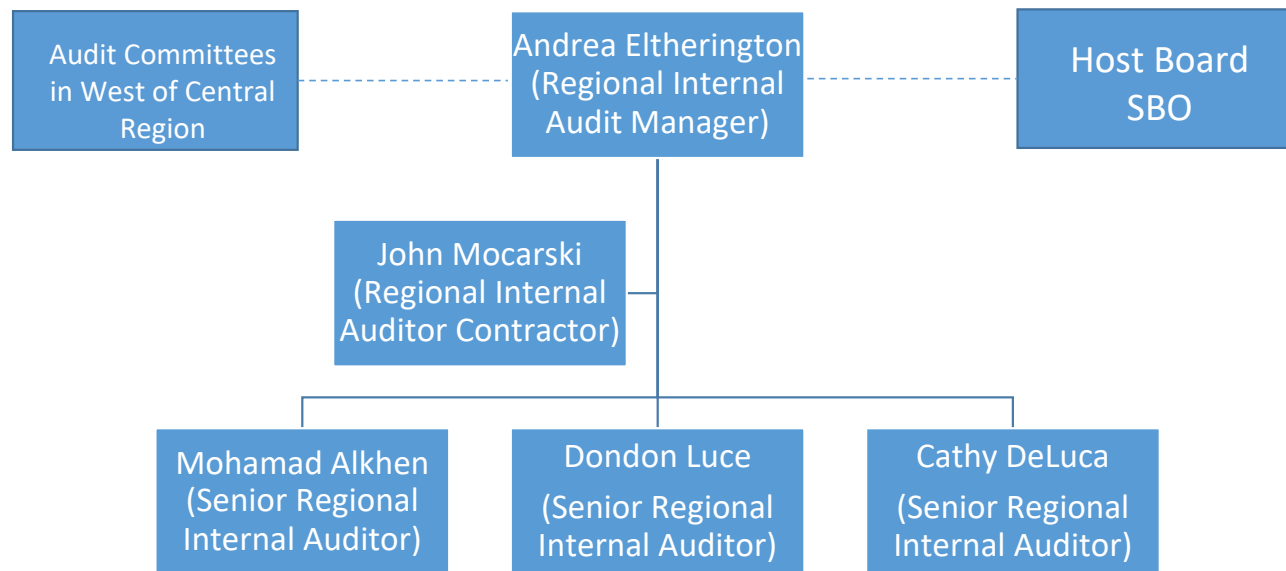 Audit Committees
in West of Central
Region
Andrea Eltherington
(Regional Internal
Audit Manager)
Host Board
SBO
John Mocarski
(Regional Internal
Auditor Contractor)
Mohamad Alkhen
(Senior Regional
Internal Auditor)
Dondon Luce
(Senior Regional
Internal Auditor)
Cathy DeLuca
(Senior Regional
Internal Auditor)